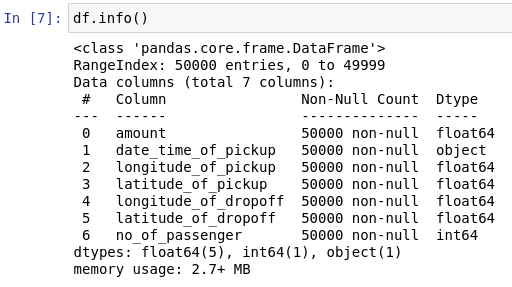 In [7]: df.info()
<class 'pandas.core.frame.DataFrame'>
RangeIndex: 50000 entries, 0 to 49999
Data columns (total 7 columns):
 #   Column                Non-Null Count  Dtype
---  ------                --------------  -----
 0   amount                50000 non-null  float64
 1   date_time_of_pickup   50000 non-null  object
 2   longitude_of_pickup   50000 non-null  float64
 3   latitude_of_pickup    50000 non-null  float64
 4   longitude_of_dropoff  50000 non-null  float64
 5   latitude_of_dropoff   50000 non-null  float64
 6   no_of_passenger       50000 non-null  int64
dtypes: float64(5), int64(1), object(1)
memory usage: 2.7+ MB